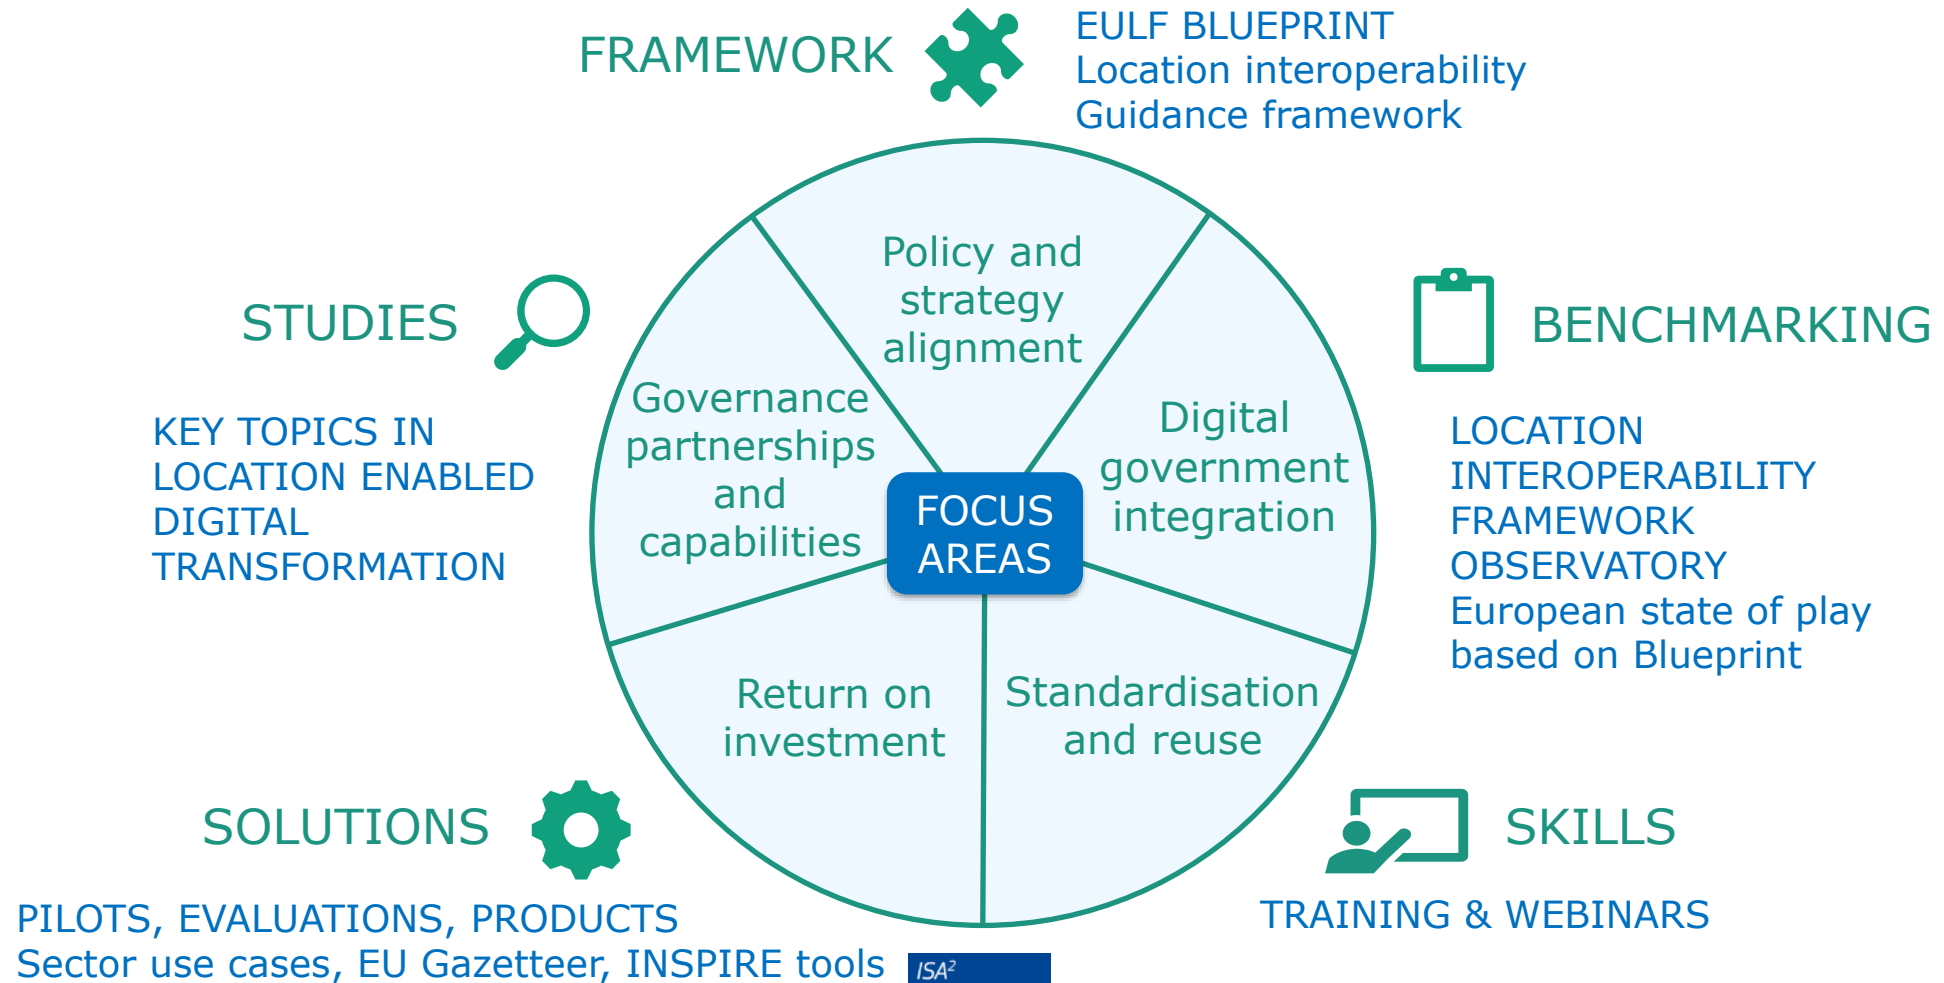 FRAMEWORK
EULF BLUEPRINT
Location interoperability
Guidance framework
Policy and
strategy
alignment
STUDIES
KEY TOPICS IN
LOCATION ENABLED
DIGITAL
TRANSFORMATION
Governance
partnerships
and
capabilities
FOCUS
AREAS
Digital
government
integration
BENCHMARKING
LOCATION
INTEROPERABILITY
FRAMEWORK
OBSERVATORY
European state of play
based on Blueprint
Return on
investment
Standardisation
and reuse
SOLUTIONS
PILOTS, EVALUATIONS, PRODUCTS
Sector use cases, EU Gazetteer, INSPIRE tools
ISA²
SKILLS
TRAINING & WEBINARS